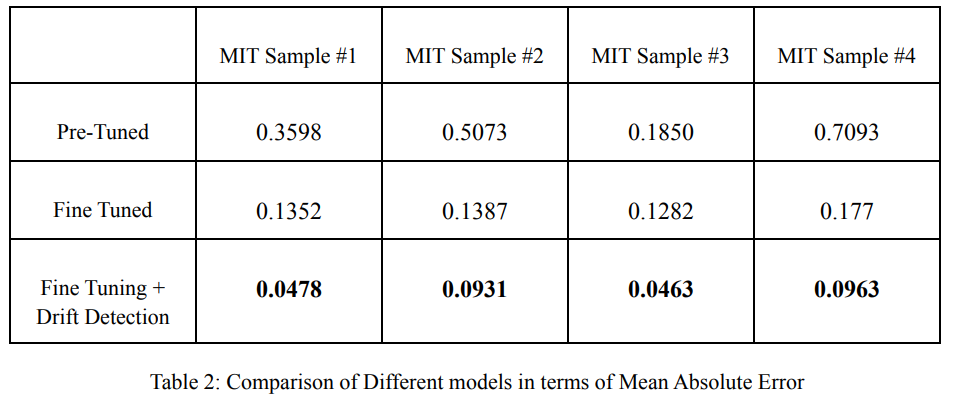 MIT Sample #1 MIT Sample #2 MIT Sample #3 MIT Sample #4
Pre-Tuned 0.3598 0.5073 0.1850 0.7093
Fine Tuned 0.1352 0.1387 0.1282 0.177
Fine Tuning +
Drift Detection 0.0478 0.0931 0.0463 0.0963
Table 2: Comparison of Different models in terms of Mean Absolute Error